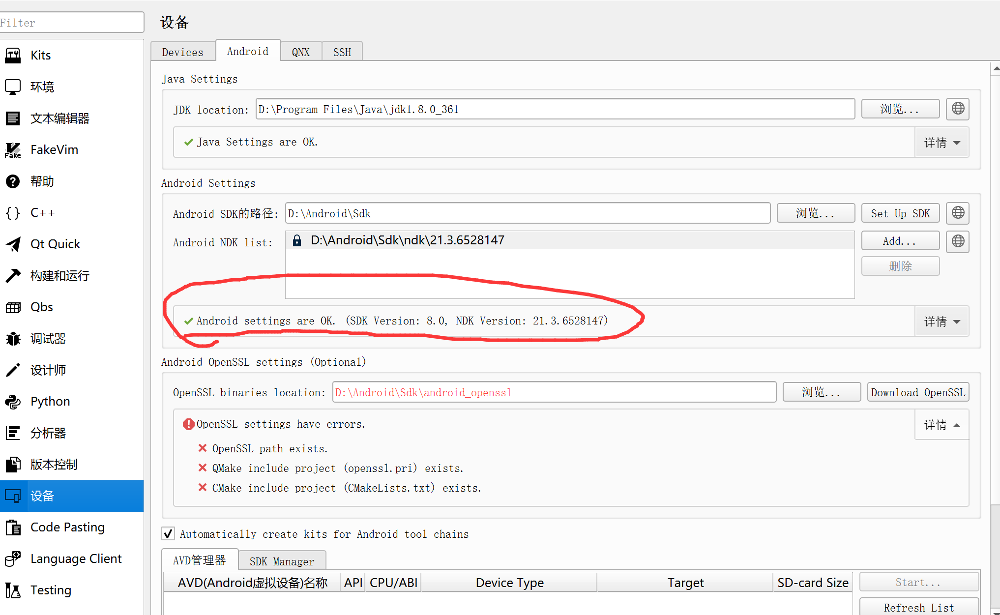 Filter
Kits
环境
文本编辑器
FakeVim
Fake
帮助
C++
Qt Quick
构建和运行
Qbs
调试器
设计师
Python
分析器
版本控制
设备
Code Pasting
Language Client
Testing
设备
Devices Android QNX SSH
Java Settings
JDK location: D:\Program Files\Java\jdk1.8.0_361 浏览...
Java Settings are OK. 详情
Android Settings
Android SDK的路径: D:\Android\Sdk 浏览... Set Up SDK
Android NDK list: D:\Android\Sdk\ndk\21.3.6528147 Add...
删除
Android settings are OK. (SDK Version: 8.0, NDK Version: 21.3.6528147) 详情
Android OpenSSL settings (Optional)
OpenSSL binaries location: D:\Android\Sdk\android_openssl 浏览... Download OpenSSL
OpenSSL settings have errors. 详情
OpenSSL path exists.
QMake include project (openssl.pri) exists.
CMake include project (CMakeLists.txt) exists.
Automatically create kits for Android tool chains
AVD管理器 SDK Manager
AVD(Android虚拟设备)名称 API CPU/ABI Device Type Target SD-card Size
Start...
Refresh List